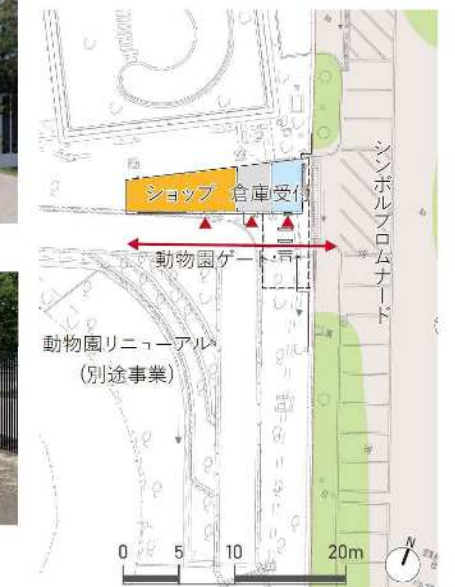 ショップ 倉庫 受付
シンボルプロムナード
動物園ゲート
動物園リニューアル
(別途事業)
0 5 10 20m
N